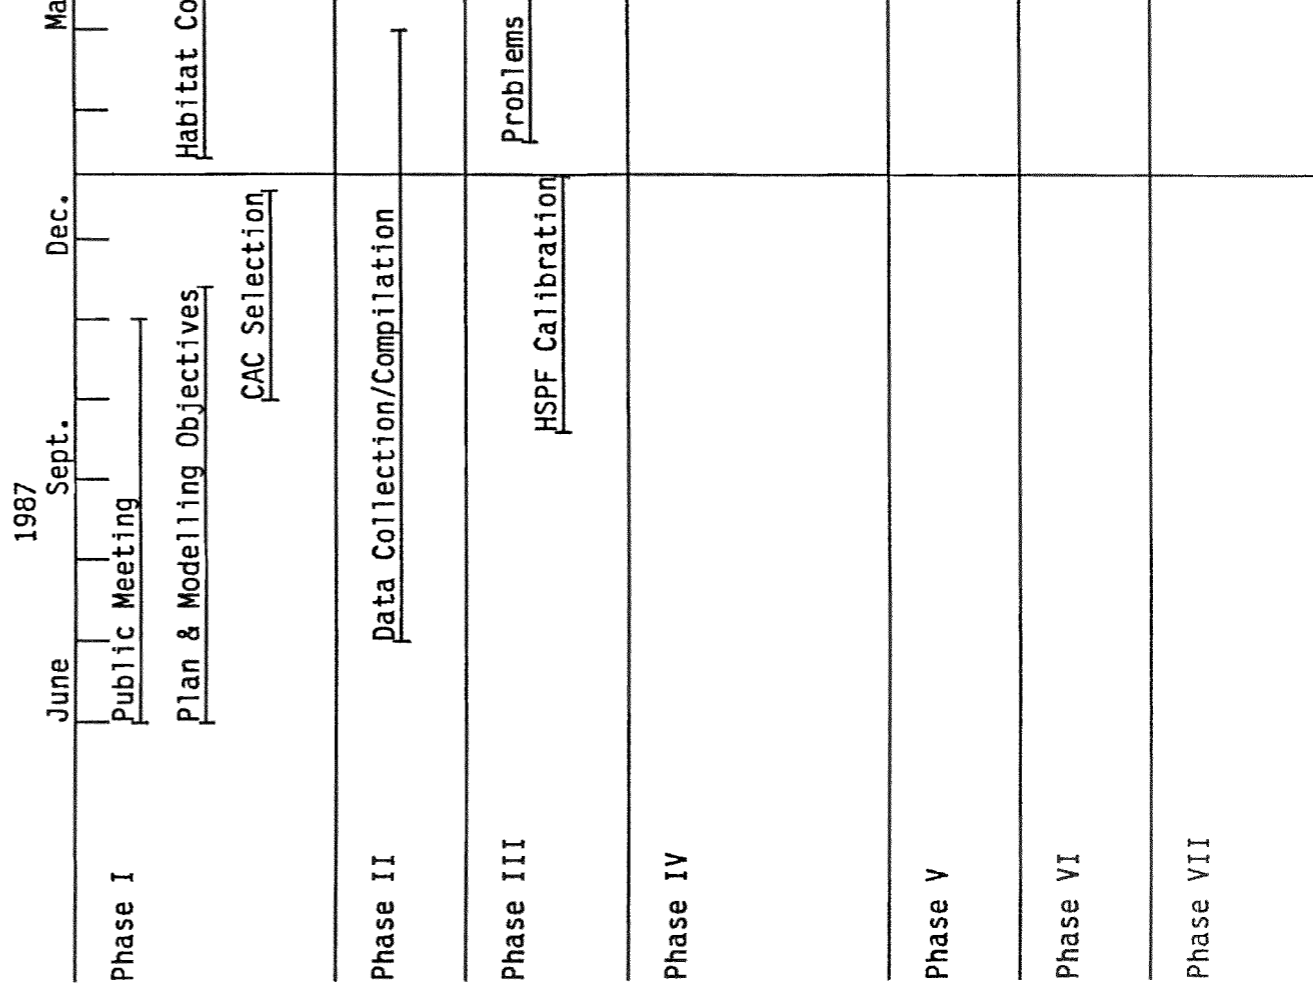 1987
June Sept. Dec. Ma
Phase I
Public Meeting
Plan & Modelling Objectives Habitat Co
CAC Selection
Phase II
Data Collection/Compilation
Phase III
Problems
HSPF Calibration
Phase IV
Phase V
Phase VI
Phase VII